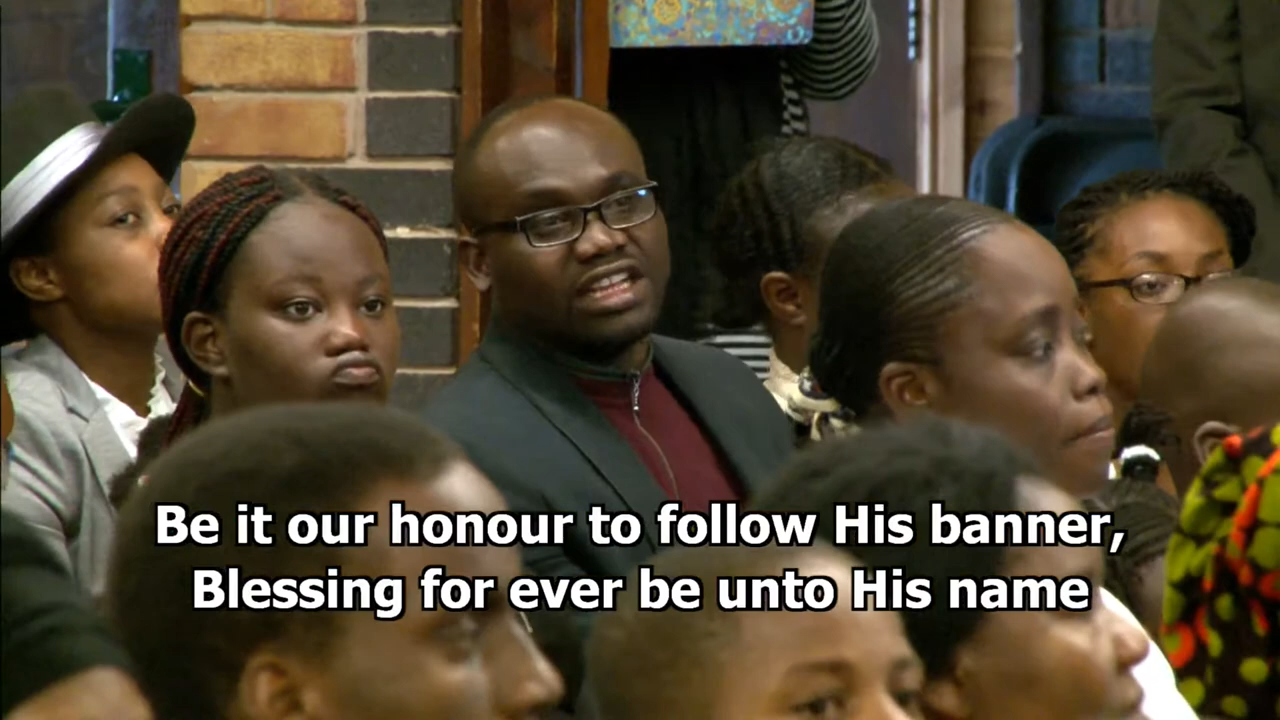 Be it our honour to follow His banner,
Blessing for ever be unto His name